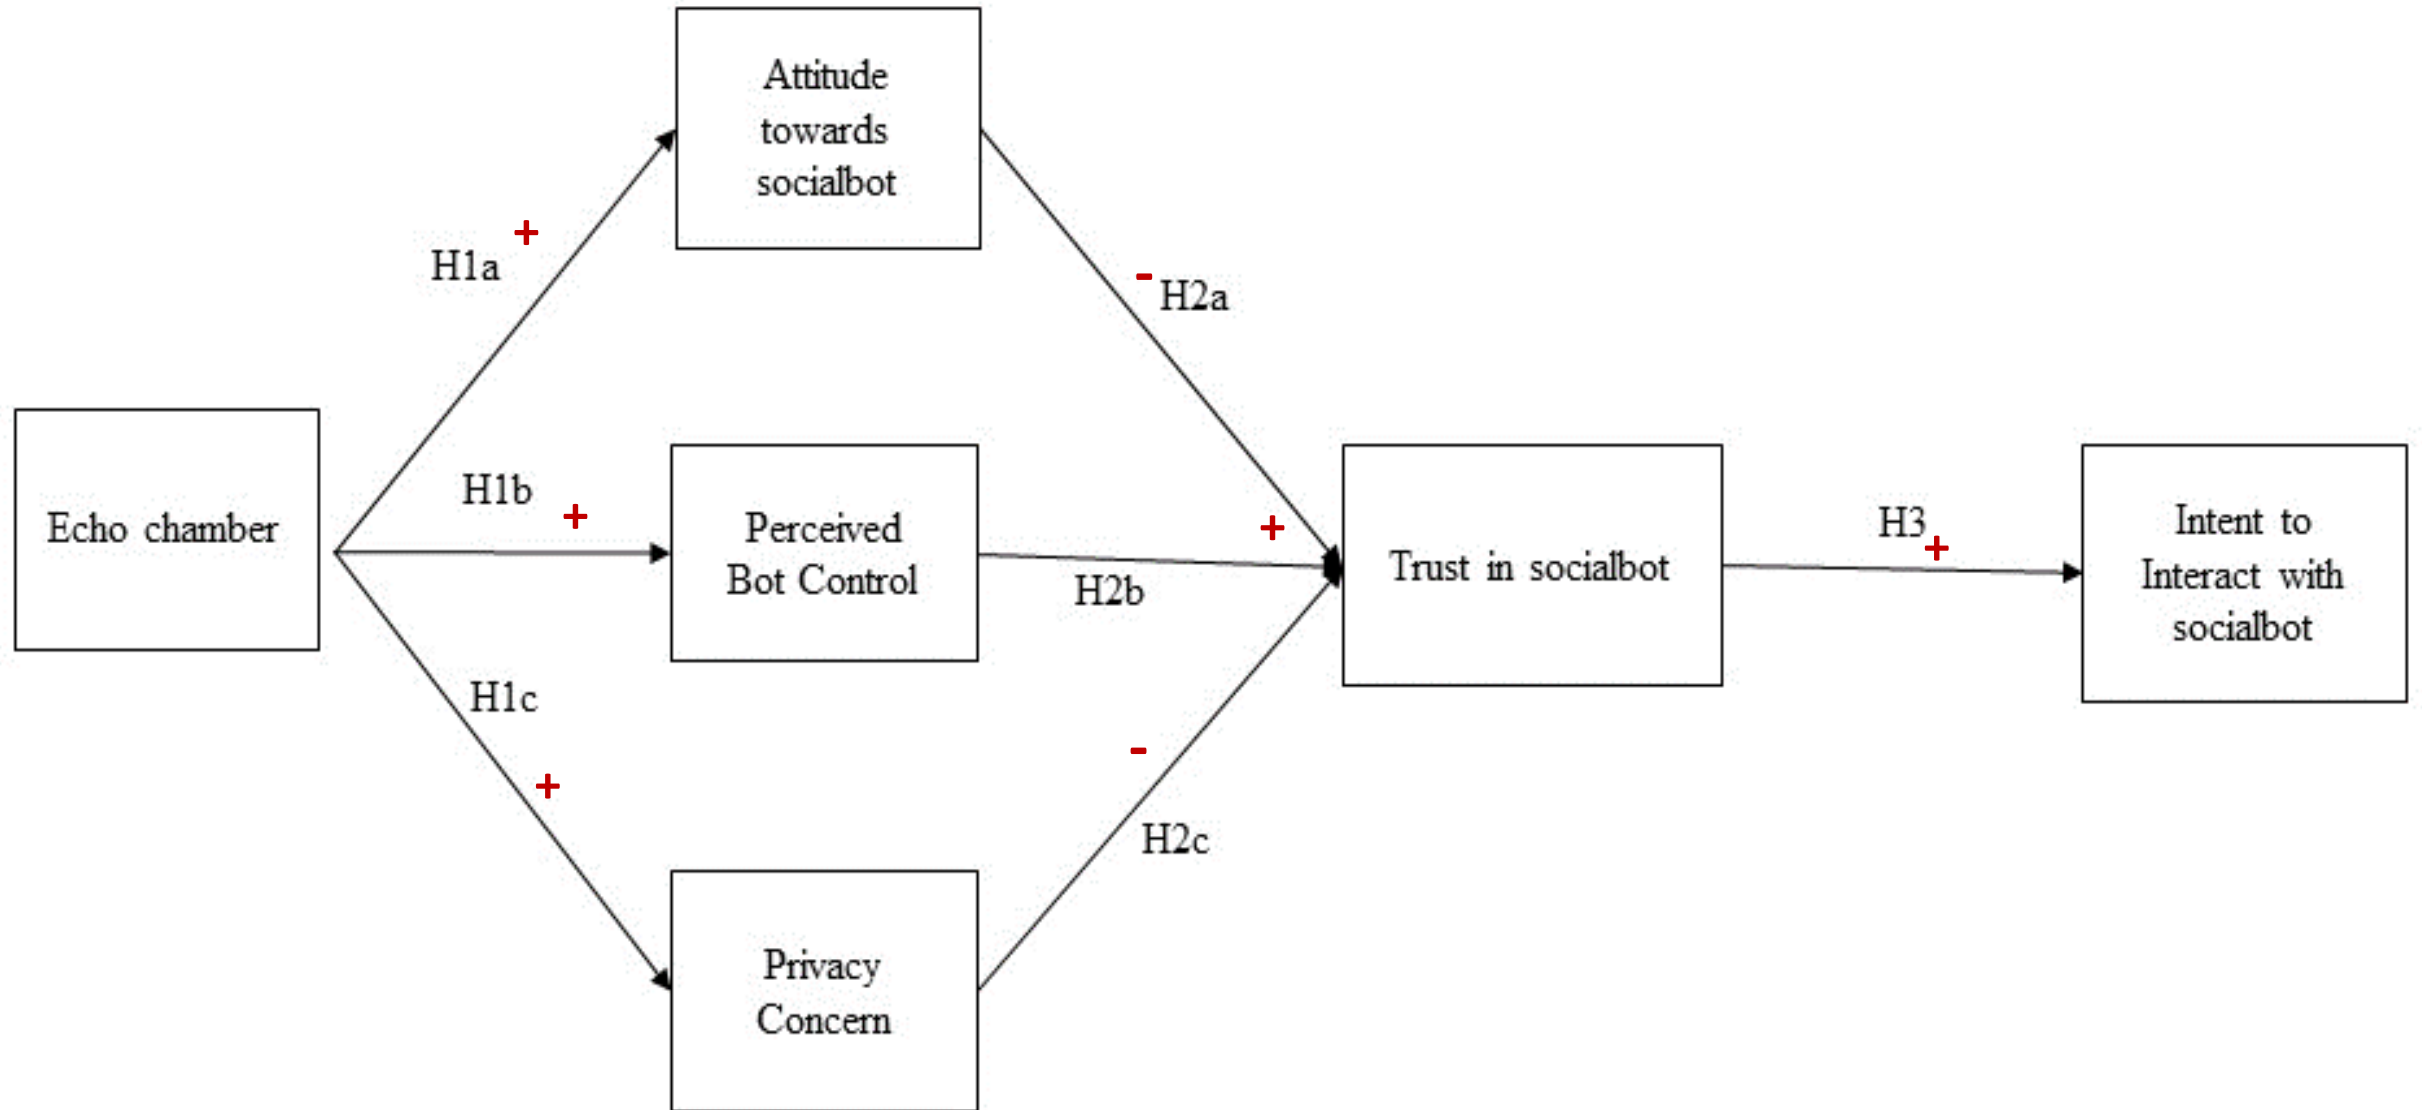 Attitude
towards
socialbot
+
H1a
-
H2a
Echo chamber
H1b
+
Perceived
Bot Control
+
H2b
Trust in socialbot
H3
+
Intent to
Interact with
socialbot
H1c
+
-
H2c
Privacy
Concern